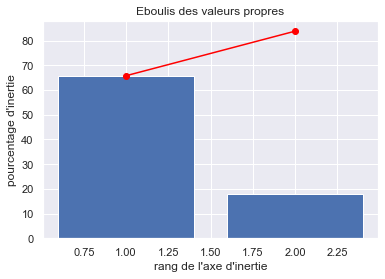 Eboulis des valeurs propres
pourcentage d'inertie
80
70
60
50
40
30
20
10
0
0.75 1.00 1.25 1.50 1.75 2.00 2.25
rang de l'axe d'inertie